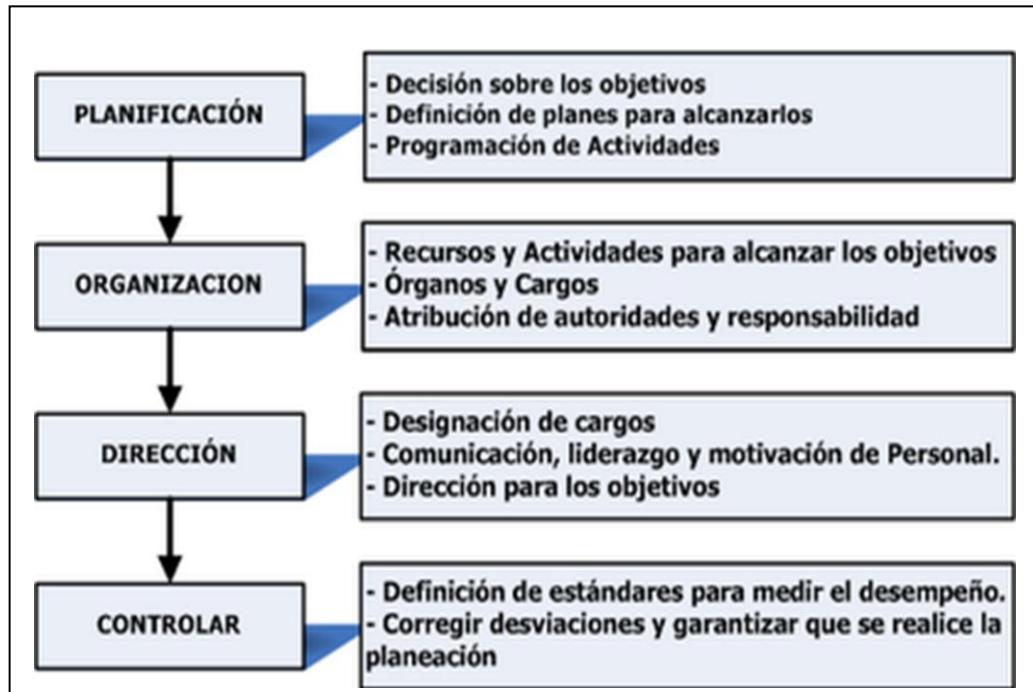 PLANIFICACIÓN
- Decisión sobre los objetivos
- Definición de planes para alcanzarlos
- Programación de Actividades
ORGANIZACION
- Recursos y Actividades para alcanzar los objetivos
- Órganos y Cargos
- Atribución de autoridades y responsabilidad
DIRECCIÓN
- Designación de cargos
- Comunicación, liderazgo y motivación de Personal.
- Dirección para los objetivos
CONTROLAR
- Definición de estándares para medir el desempeño.
- Corregir desviaciones y garantizar que se realice la
planeación